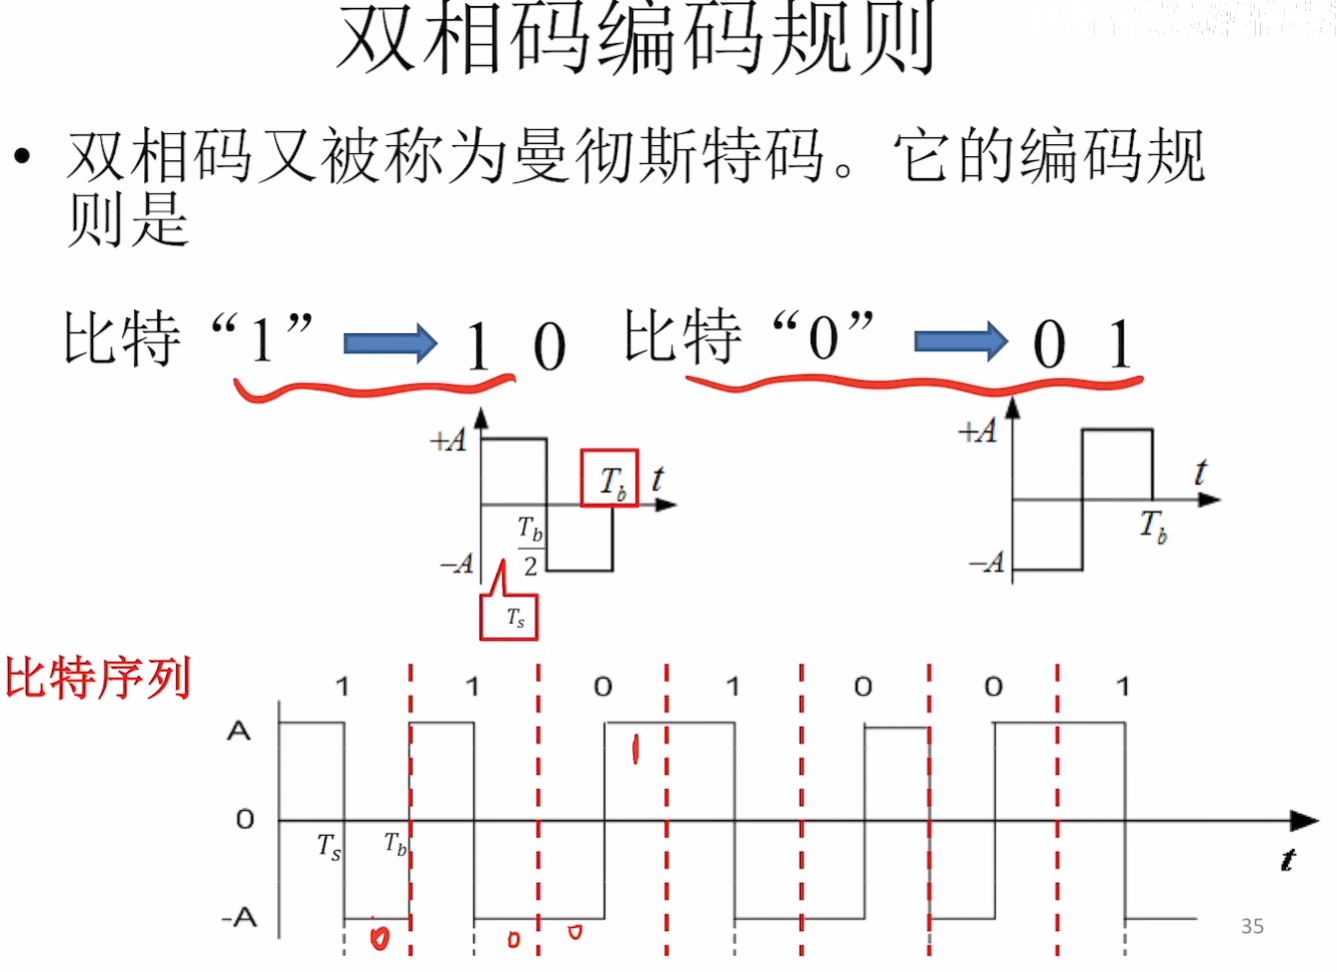 双相码编码规则
• 双相码又被称为曼彻斯特码。它的编码规
则是
比特“1” 1 0 比特“0” 0 1
+A +A
T_b t t
T_b/2 T_b
−A −A
T_s
比特序列 1 1 0 1 0 0 1
A
1
0
T_s T_b
t
-A
0 0 0
35